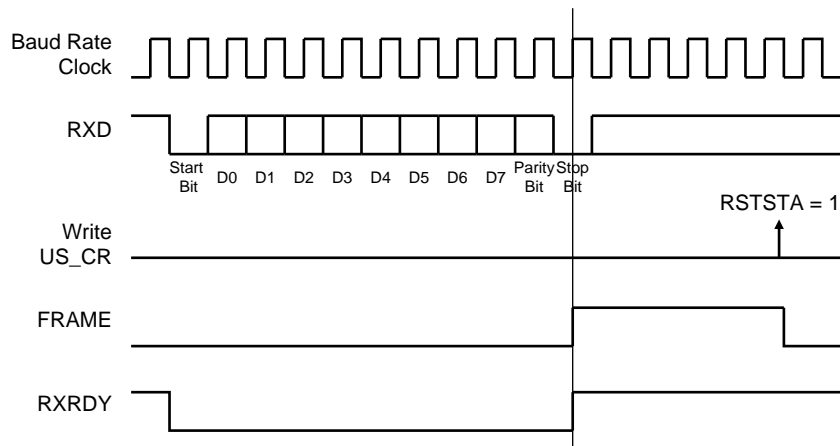 Baud Rate
Clock
RXD
Start
Bit
D0 D1 D2 D3 D4 D5 D6 D7
Parity
Bit
Stop
Bit
RSTSTA = 1
Write
US_CR
FRAME
RXRDY